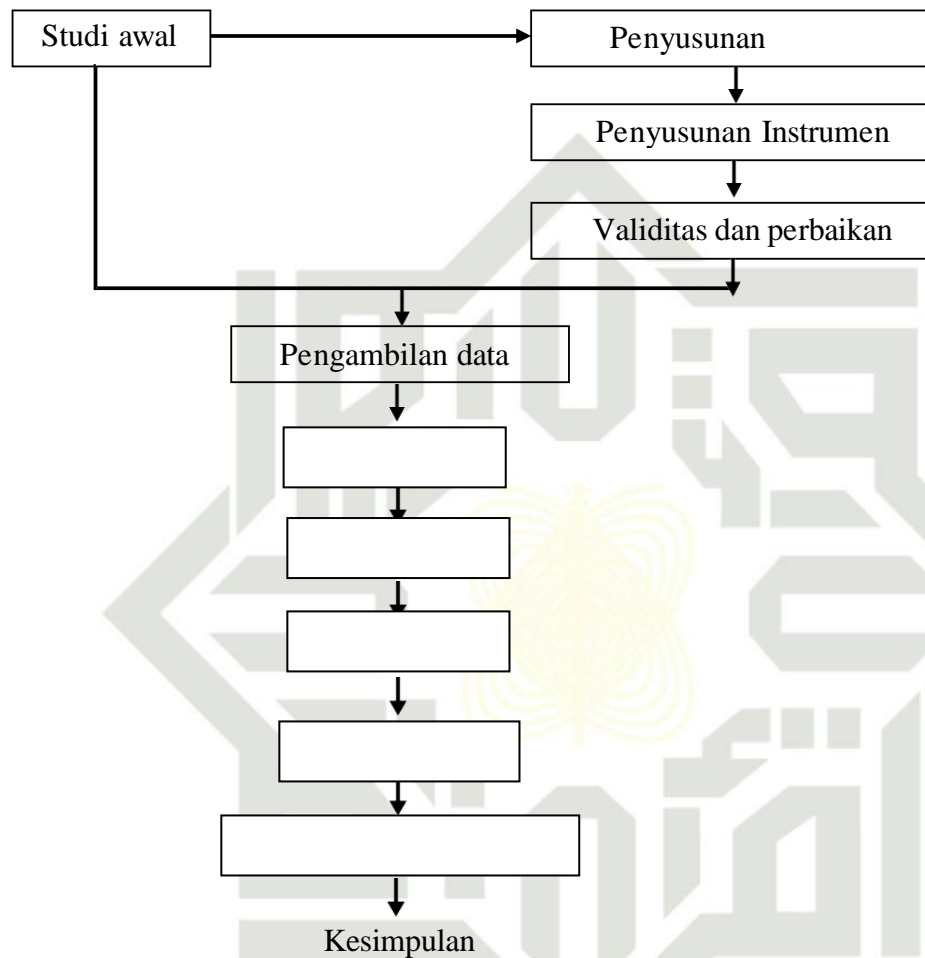 Studi awal
Penyusunan
Penyusunan Instrumen
Validitas dan perbaikan
Pengambilan data
Kesimpulan